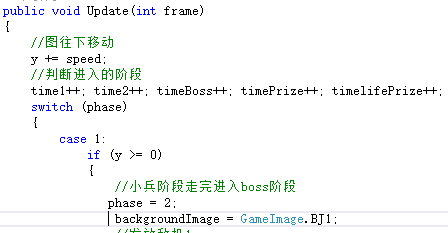 public void Update(int frame)
{
//图往下移动
y += speed;
//判断进入的阶段
time1++; time2++; timeBoss++; timePrize++; timelifePrize++;
switch (phase)
{
case 1:
if (y >= 0)
{
//小兵阶段走完进入boss阶段
phase = 2;
backgroundImage = GameImage.BJ1;